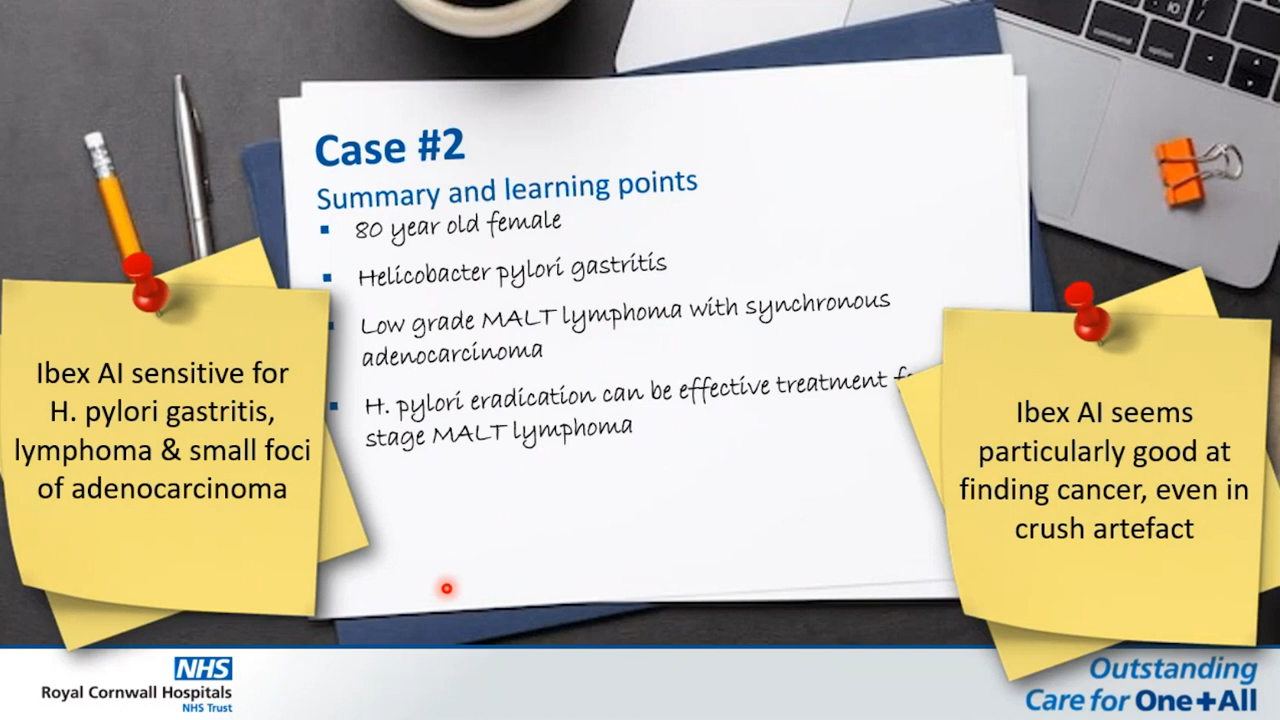 command
option
Case #2
Summary and learning points
80 year old female
Helicobacter pylori gastritis
Low grade MALT lymphoma with synchronous
adenocarcinoma
H. pylori eradication can be effective treatment
stage MALT lymphoma
Ibex AI sensitive for
H. pylori gastritis,
lymphoma & small foci
of adenocarcinoma
Ibex AI seems
particularly good at
finding cancer, even in
crush artefact
NHS
Royal Cornwall Hospitals
NHS Trust
Outstanding
Care for One+All